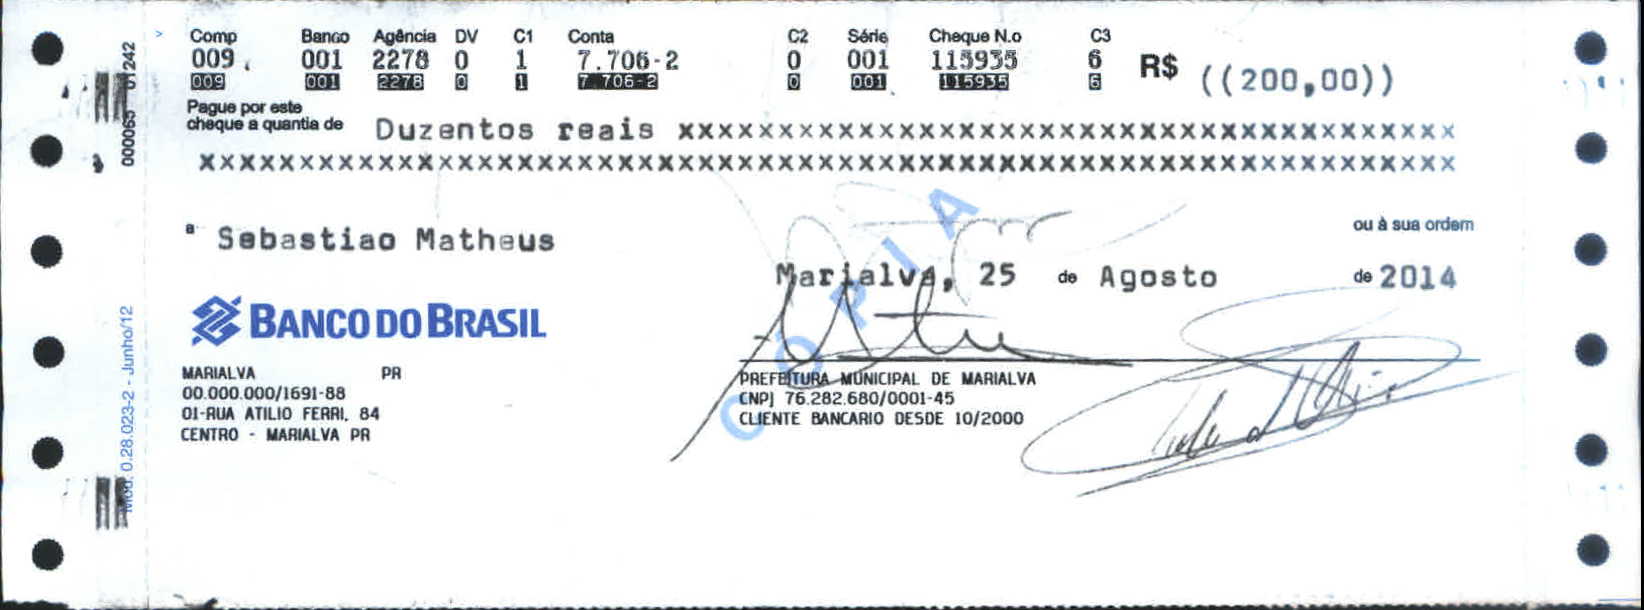 Comp Banco Agência DV C1 Conta C2 Série Cheque N.o C3
009 001 2278 0 1 7.706-2 0 001 115935 6 R$ ((200,00))
009 001 2278 0 1 7.706-2 0 001 115935 6
Pague por este
cheque a quantia de Duzentos reais xxxxxxxxxxxxxxxxxxxxxxxxxxxxxxxxxxxxxxx
xxxxxxxxxxxxxxxxxxxxxxxxxxxxxxxxxxxxxxxxxxxxxxxxxxxxxxxxxxxxxxx
a Sebastiao Matheus ou à sua ordem
Marialva, 25 de Agosto de 2014
CÓPIA
BANCO DO BRASIL
MARIALVA PR
00.000.000/1691-88
01-RUA ATILIO FERRI, 84
CENTRO - MARIALVA PR
PREFEITURA MUNICIPAL DE MARIALVA
CNPJ 76.282.680/0001-45
CLIENTE BANCARIO DESDE 10/2000
000065 012422
Mod. 0.28.023-2 - Junho/12